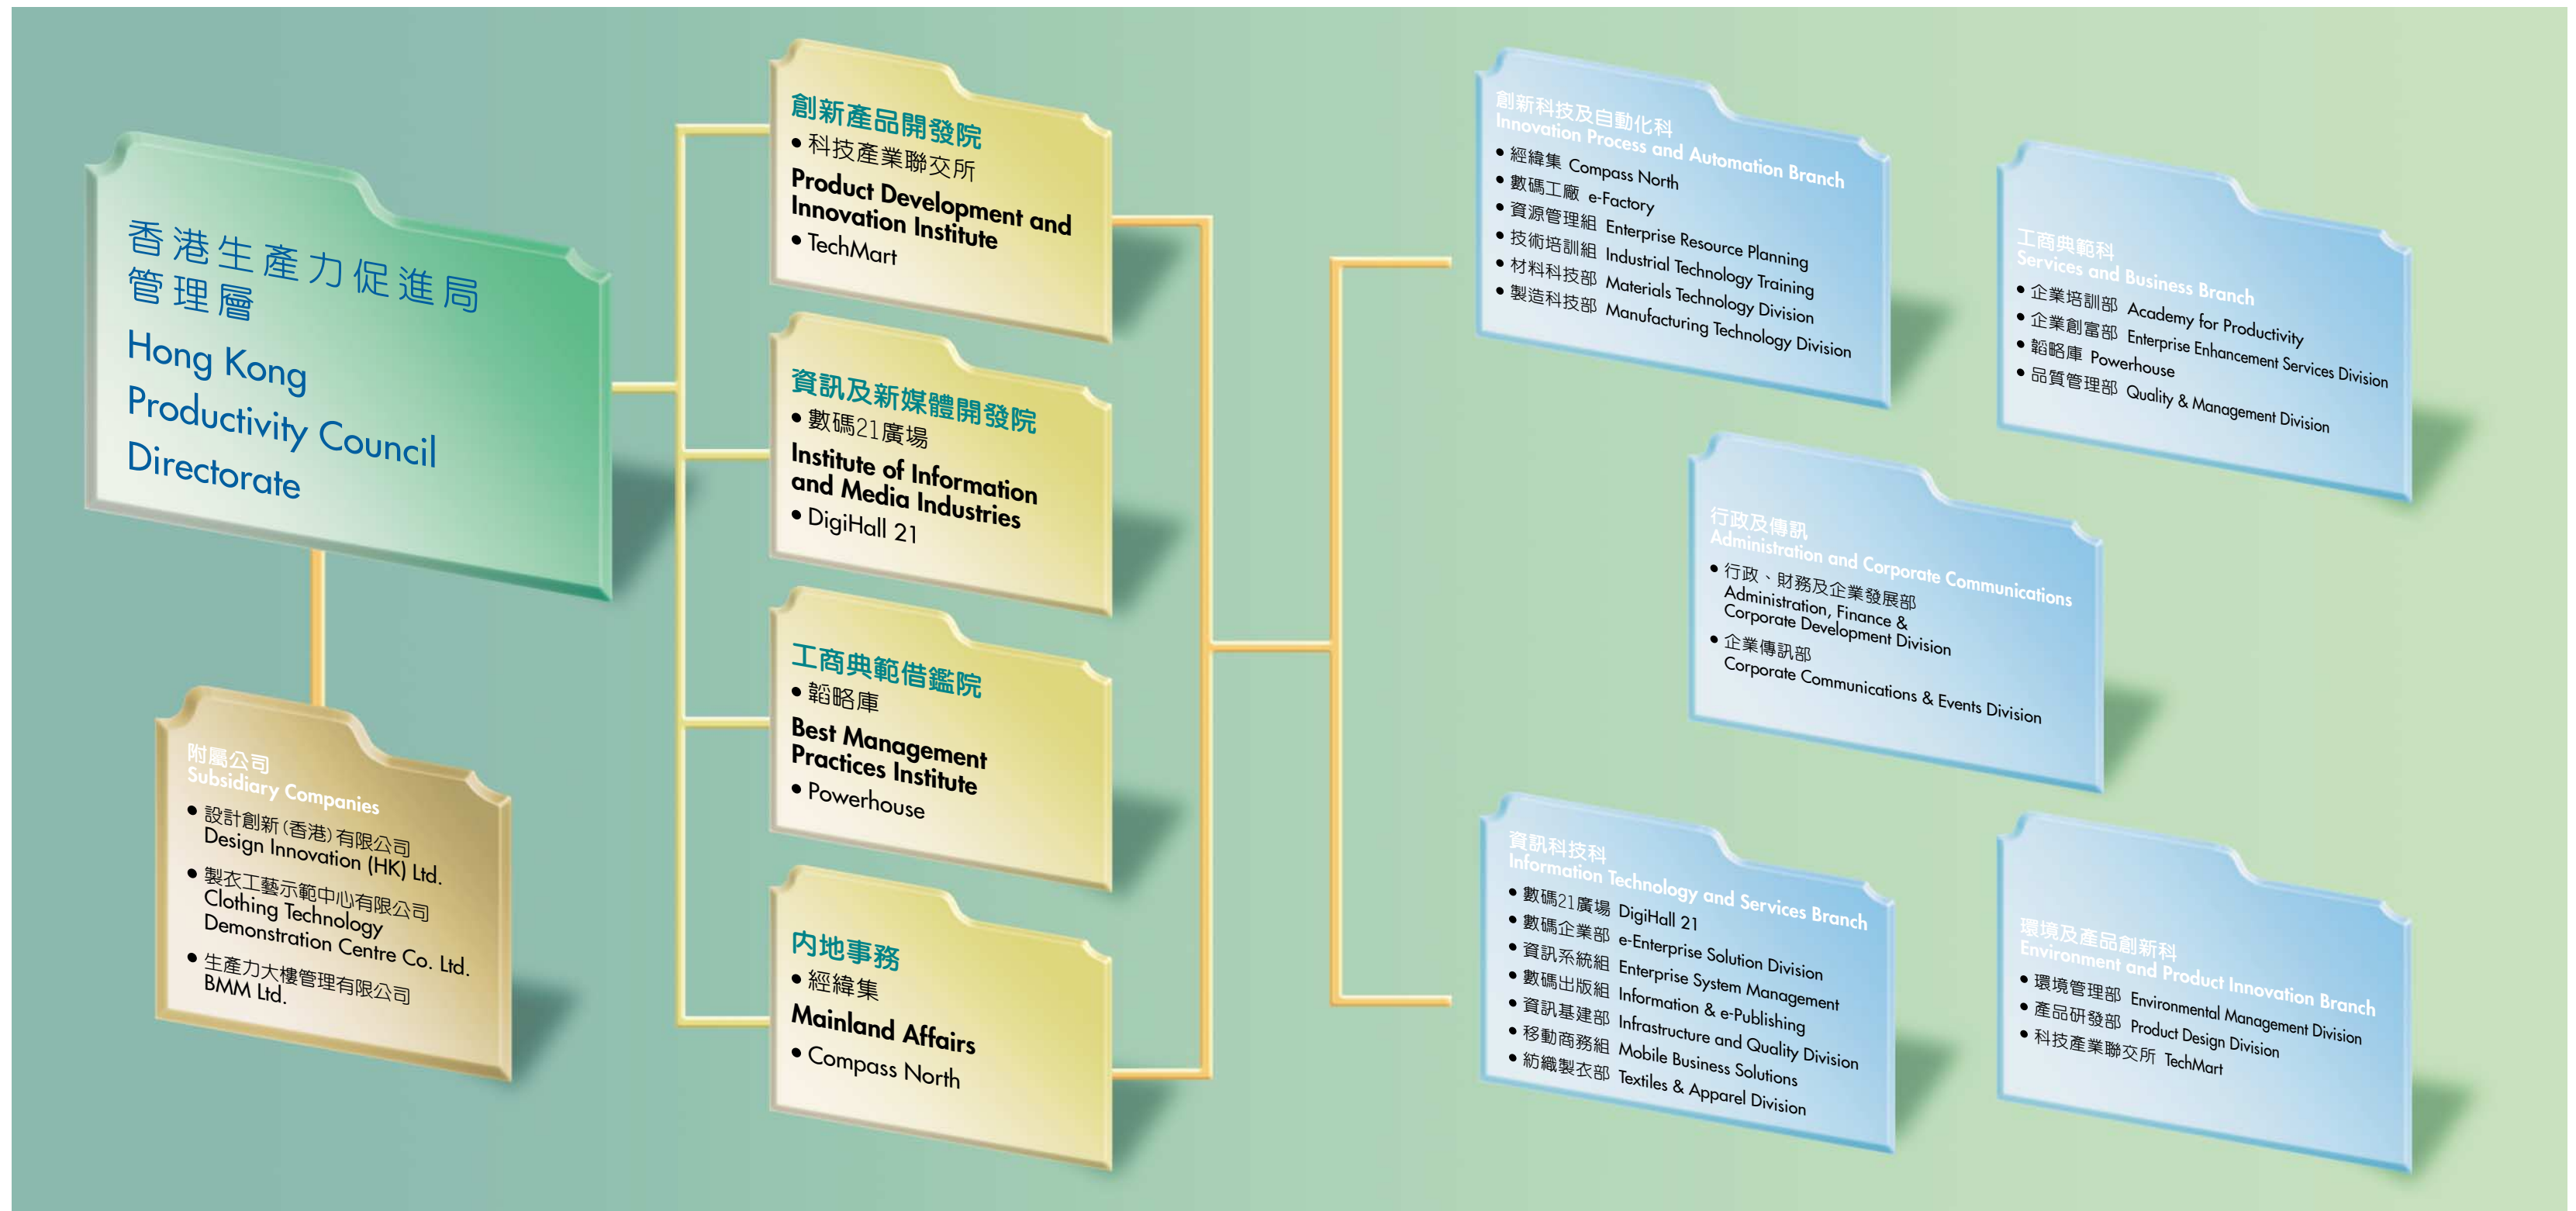 香港生產力促進局
管理層
Hong Kong
Productivity Council
Directorate
附屬公司
Subsidiary Companies
• 設計創新(香港)有限公司
Design Innovation (HK) Ltd.
• 製衣工藝示範中心有限公司
Clothing Technology
Demonstration Centre Co. Ltd.
• 生產力大樓管理有限公司
BMM Ltd.
創新產品開發院
• 科技產業聯交所
Product Development and
Innovation Institute
• TechMart
資訊及新媒體開發院
• 數碼21廣場
Institute of Information
and Media Industries
• DigiHall 21
工商典範借鑑院
• 韜略庫
Best Management
Practices Institute
• Powerhouse
内地事務
• 經緯集
Mainland Affairs
• Compass North
創新科技及自動化科
Innovation Process and Automation Branch
• 經緯集 Compass North
• 數碼工廠 e-Factory
• 資源管理組 Enterprise Resource Planning
• 技術培訓組 Industrial Technology Training
• 材料科技部 Materials Technology Division
• 製造科技部 Manufacturing Technology Division
工商典範科
Services and Business Branch
• 企業培訓部 Academy for Productivity
• 企業創富部 Enterprise Enhancement Services Division
• 韜略庫 Powerhouse
• 品質管理部 Quality & Management Division
行政及傳訊
Administration and Corporate Communications
• 行政、財務及企業發展部
Administration, Finance &
Corporate Development Division
• 企業傳訊部
Corporate Communications & Events Division
資訊科技科
Information Technology and Services Branch
• 數碼21廣場 DigiHall 21
• 數碼企業部 e-Enterprise Solution Division
• 資訊系統組 Enterprise System Management
• 數碼出版組 Information & e-Publishing
• 資訊基建部 Infrastructure and Quality Division
• 移動商務組 Mobile Business Solutions
• 紡織製衣部 Textiles & Apparel Division
環境及產品創新科
Environment and Product Innovation Branch
• 環境管理部 Environmental Management Division
• 產品研發部 Product Design Division
• 科技產業聯交所 TechMart